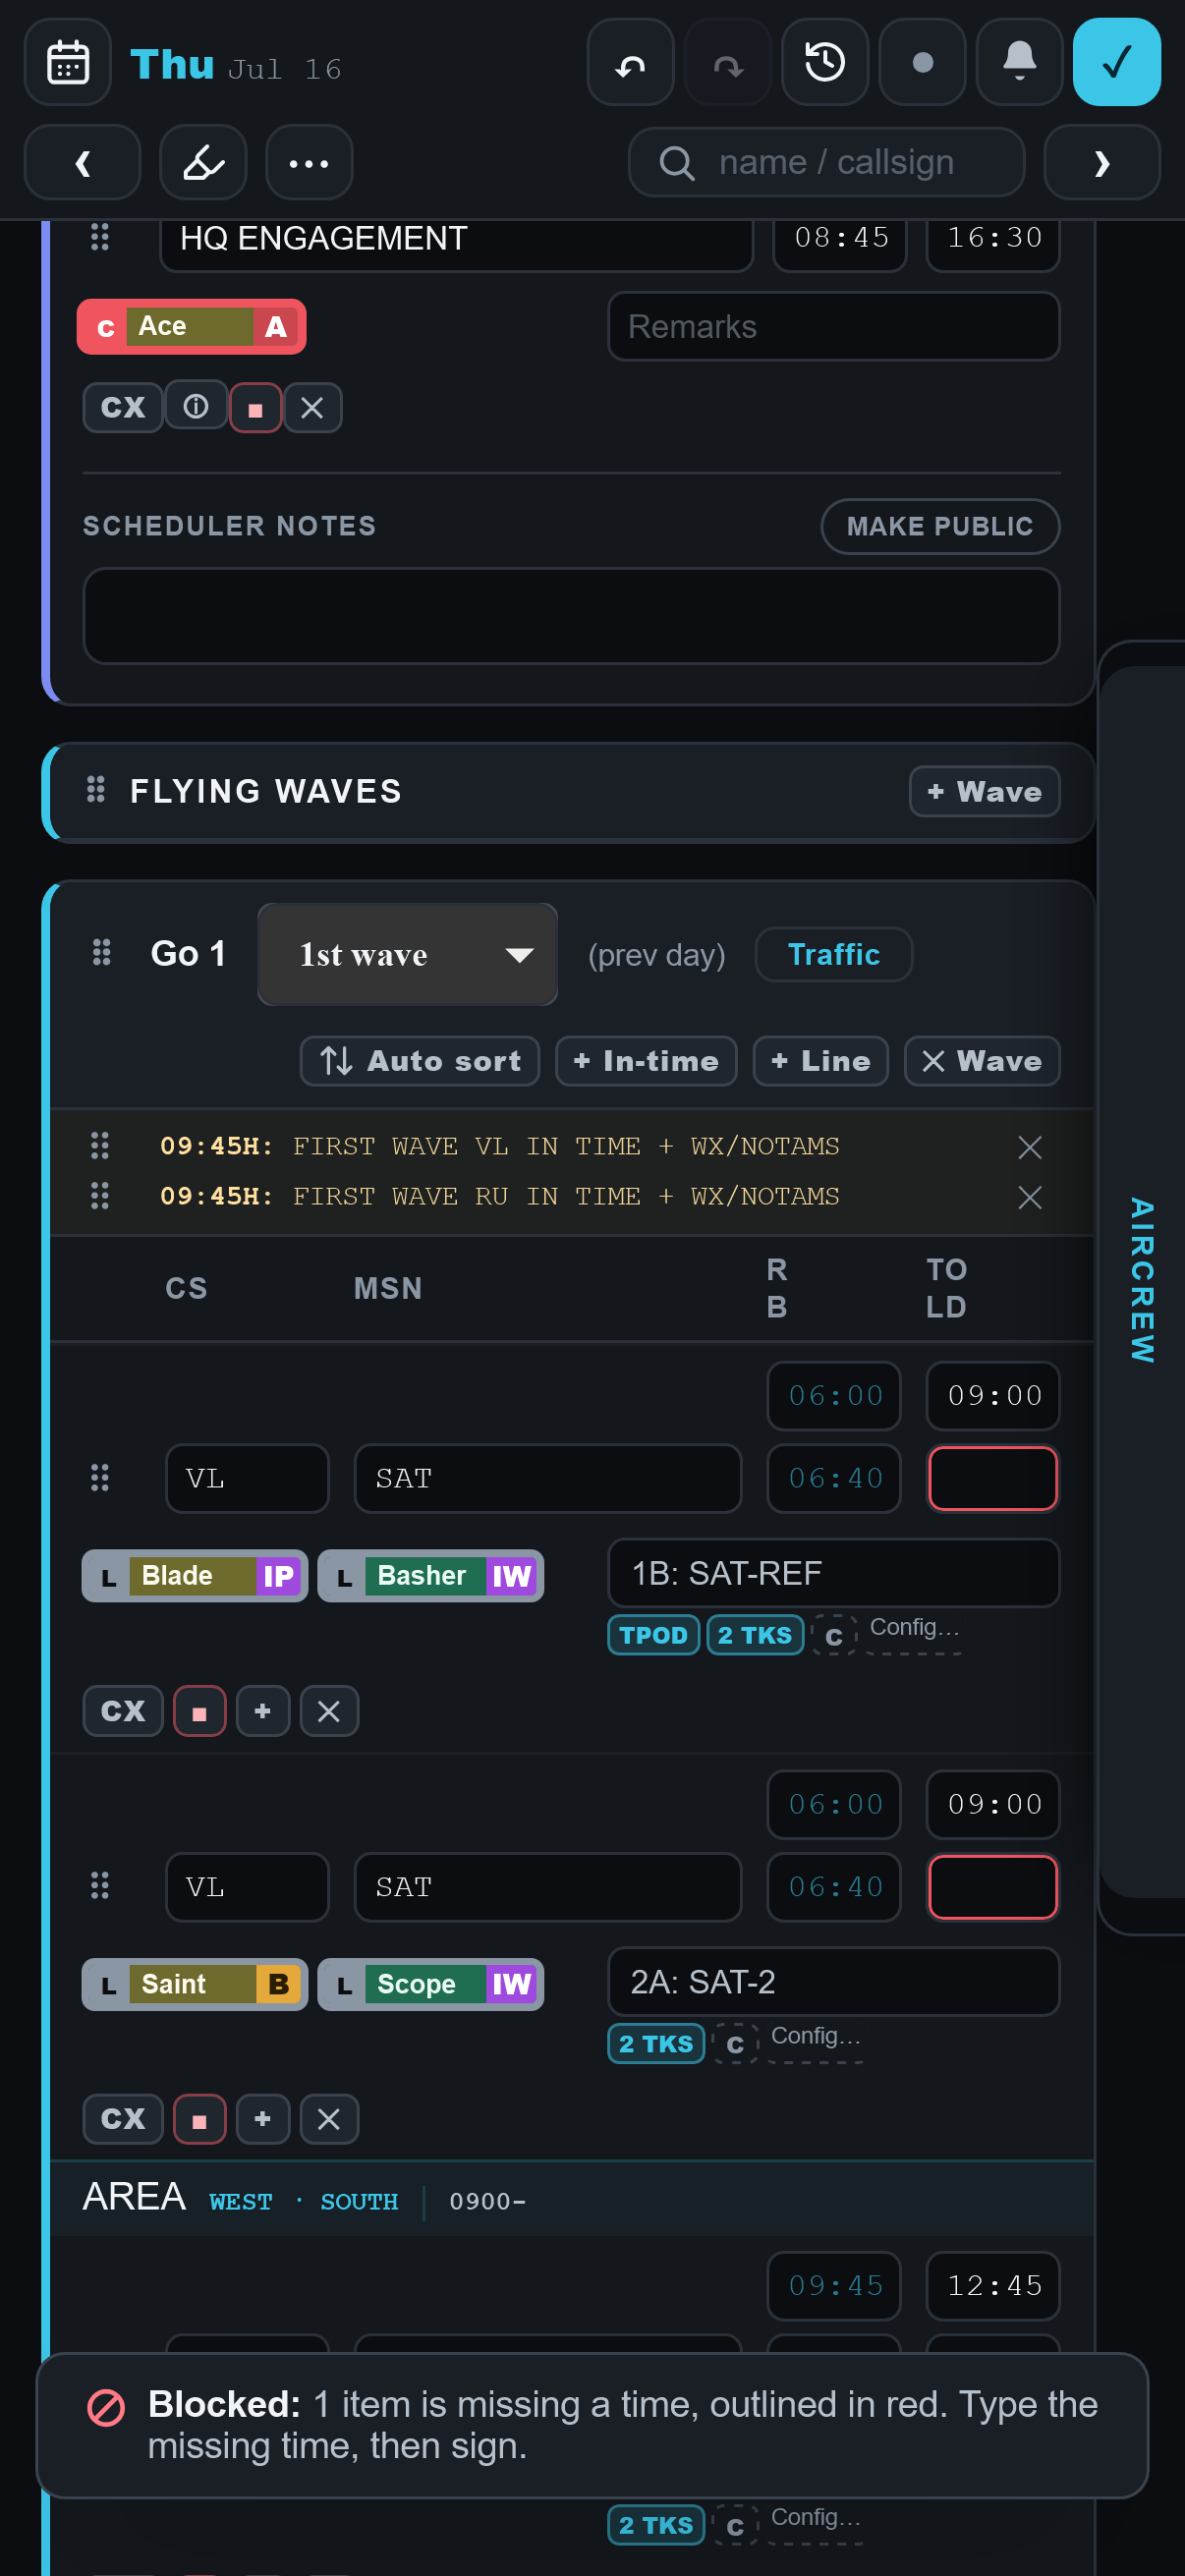 Thu Jul 16
name / callsign
HQ ENGAGEMENT 08:45 16:30
C Ace A Remarks
CX
SCHEDULER NOTES MAKE PUBLIC
FLYING WAVES + Wave
Go 1 1st wave (prev day) Traffic
Auto sort + In-time + Line × Wave
09:45H: FIRST WAVE VL IN TIME + WX/NOTAMS
09:45H: FIRST WAVE RU IN TIME + WX/NOTAMS
CS MSN R TO
B LD
06:00 09:00
VL SAT 06:40
L Blade IP L Basher IW 1B: SAT-REF
TPOD 2 TKS C Config...
CX +
06:00 09:00
VL SAT 06:40
L Saint B L Scope IW 2A: SAT-2
2 TKS C Config...
CX +
AREA WEST · SOUTH 0900–
09:45 12:45
Blocked: 1 item is missing a time, outlined in red. Type the
missing time, then sign.
2 TKS C Config...
AIRCREW